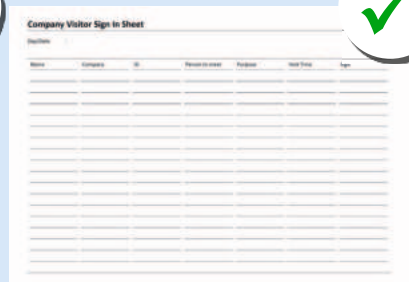 Company Visitor Sign In Sheet
Day/Date:
Name Company ID Person to meet Purpose Visit Time Sign